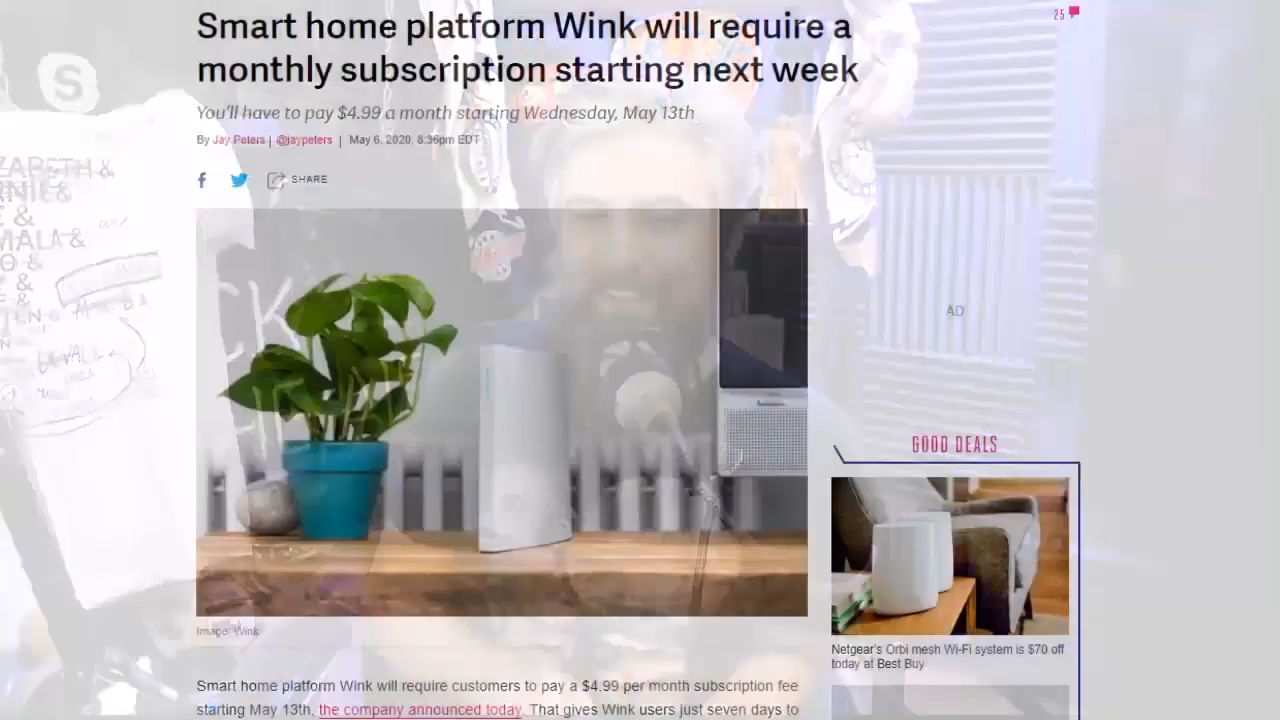 Smart home platform Wink will require a
monthly subscription starting next week
25
You'll have to pay $4.99 a month starting Wednesday, May 13th
By Jay Peters | @jaypeters | May 6, 2020, 8:36pm EDT
SHARE
S
&
&
&
&
&
&
AD
GOOD DEALS
Image: Wink
Netgear's Orbi mesh Wi-Fi system is $70 off
today at Best Buy
Smart home platform Wink will require customers to pay a $4.99 per month subscription fee
starting May 13th, the company announced today. That gives Wink users just seven days to